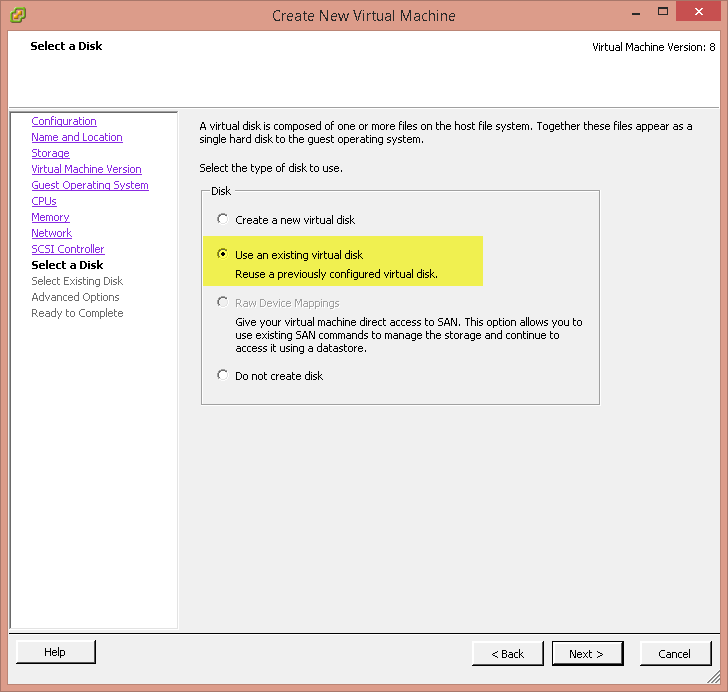 Create New Virtual Machine
Select a Disk
Virtual Machine Version: 8
Configuration
Name and Location
Storage
Virtual Machine Version
Guest Operating System
CPUs
Memory
Network
SCSI Controller
Select a Disk
Select Existing Disk
Advanced Options
Ready to Complete
A virtual disk is composed of one or more files on the host file system. Together these files appear as a
single hard disk to the guest operating system.
Select the type of disk to use.
Disk
Create a new virtual disk
Use an existing virtual disk
Reuse a previously configured virtual disk.
Raw Device Mappings
Give your virtual machine direct access to SAN. This option allows you to
use existing SAN commands to manage the storage and continue to
access it using a datastore.
Do not create disk
Help
< Back
Next >
Cancel